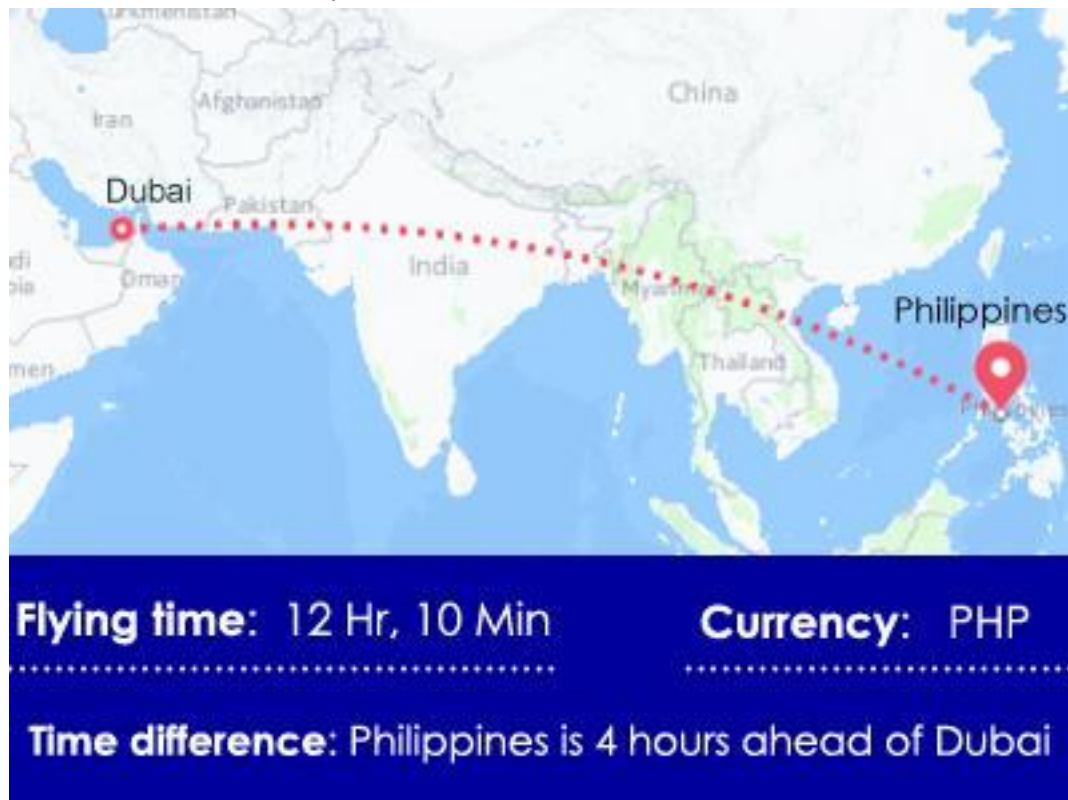 Turkmenistan
Afghanistan
China
Iran
Dubai
Pakistan
India
Oman
Myanmar
Philippines
Thailand
men
Flying time: 12 Hr, 10 Min
Currency: PHP
Time difference: Philippines is 4 hours ahead of Dubai